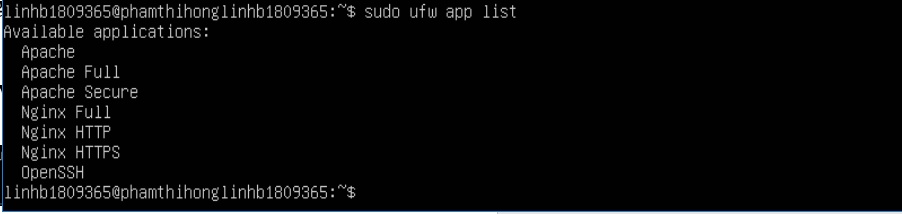 linhb1809365@phamthihonglinhb1809365:~$ sudo ufw app list
Available applications:
  Apache
  Apache Full
  Apache Secure
  Nginx Full
  Nginx HTTP
  Nginx HTTPS
  OpenSSH
linhb1809365@phamthihonglinhb1809365:~$